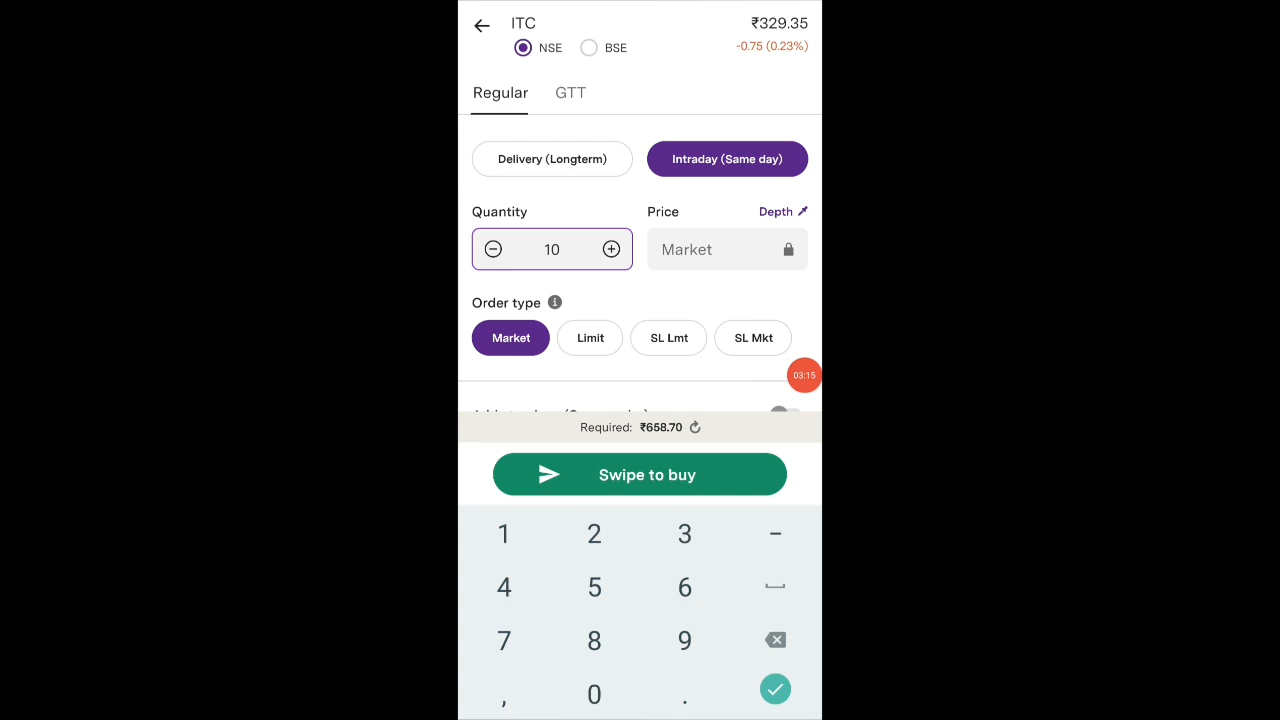 ITC ₹329.35
NSE BSE -0.75 (0.23%)
Regular GTT
Delivery (Longterm) Intraday (Same day)
Quantity Price Depth
10 Market
Order type
Market Limit SL Lmt SL Mkt
03:15
Required: ₹658.70
Swipe to buy
1 2 3 -
4 5 6
7 8 9
, 0 .